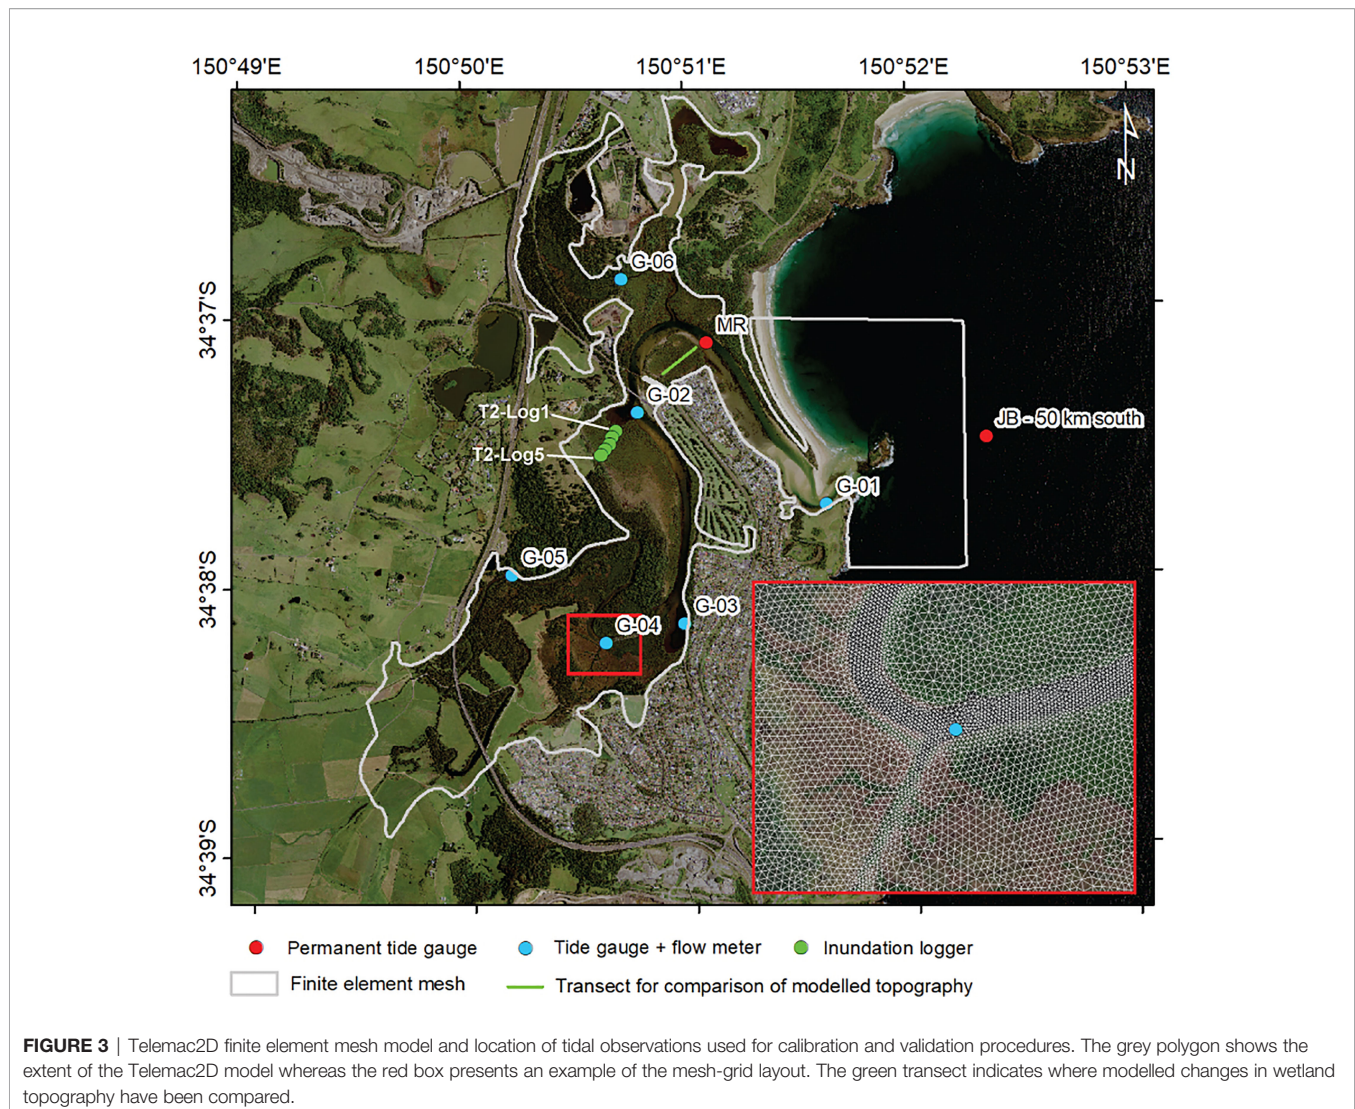 150°49'E 150°50'E 150°51'E 150°52'E 150°53'E
N
G-06
34°37'S
MR
G-02
T2-Log1
JB - 50 km south
T2-Log5
G-01
G-05
34°38'S
G-03
G-04
34°39'S
Permanent tide gauge Tide gauge + flow meter Inundation logger
Finite element mesh Transect for comparison of modelled topography
FIGURE 3 | Telemac2D finite element mesh model and location of tidal observations used for calibration and validation procedures. The grey polygon shows the
extent of the Telemac2D model whereas the red box presents an example of the mesh-grid layout. The green transect indicates where modelled changes in wetland
topography have been compared.